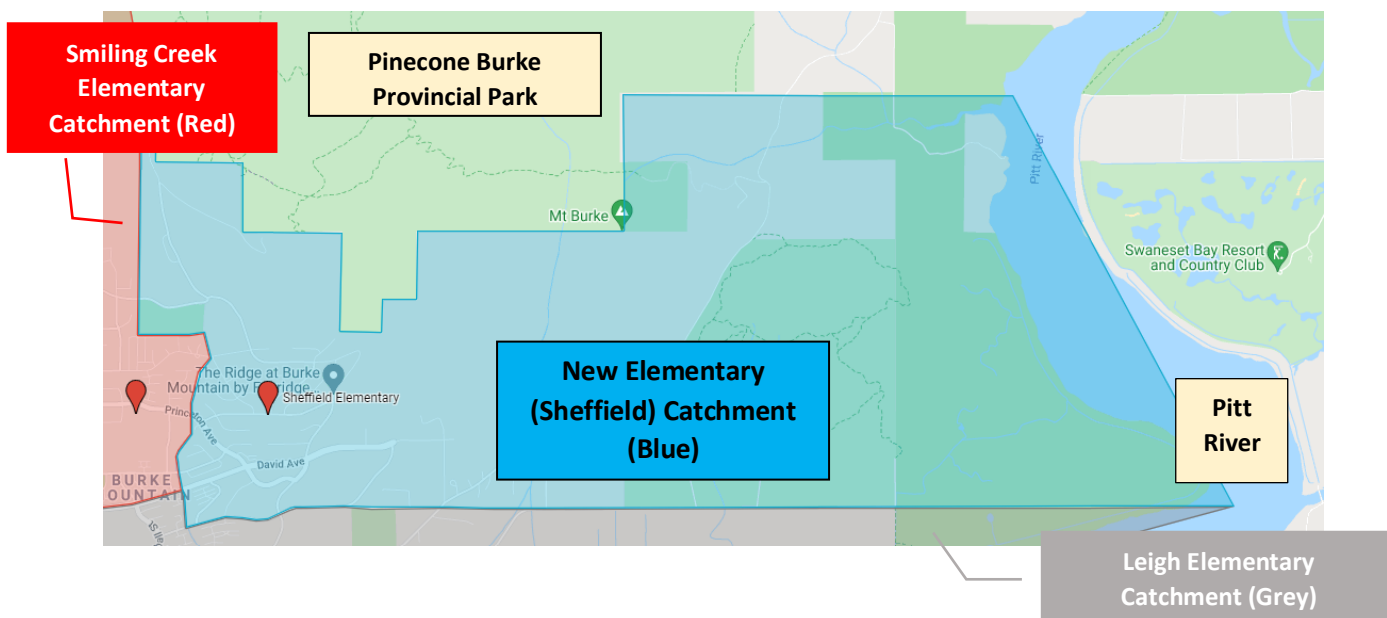 Smiling Creek
Elementary
Catchment (Red)
Pinecone Burke
Provincial Park
Pitt River
Mt Burke
Swaneset Bay Resort
and Country Club
New Elementary
(Sheffield) Catchment
(Blue)
The Ridge at Burke
Mountain by
Sheffield Elementary
Princeton Ave
David Ave
Pitt
River
BURKE
OUNTAIN
Leigh Elementary
Catchment (Grey)